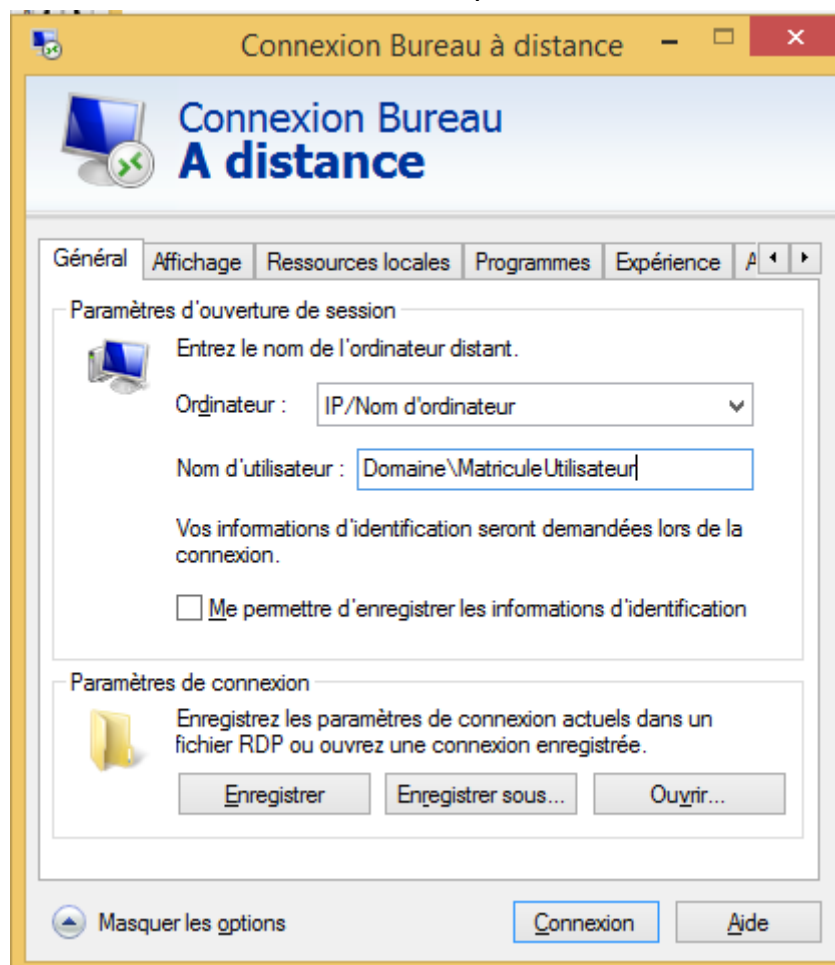 Connexion Bureau à distance
Connexion Bureau
A distance
Général Affichage Ressources locales Programmes Expérience A
Paramètres d'ouverture de session
Entrez le nom de l'ordinateur distant.
Ordinateur : IP/Nom d'ordinateur
Nom d'utilisateur : Domaine\MatriculeUtilisateur
Vos informations d'identification seront demandées lors de la
connexion.
Me permettre d'enregistrer les informations d'identification
Paramètres de connexion
Enregistrez les paramètres de connexion actuels dans un
fichier RDP ou ouvrez une connexion enregistrée.
Enregistrer Enregistrer sous... Ouvrir...
Masquer les options Connexion Aide